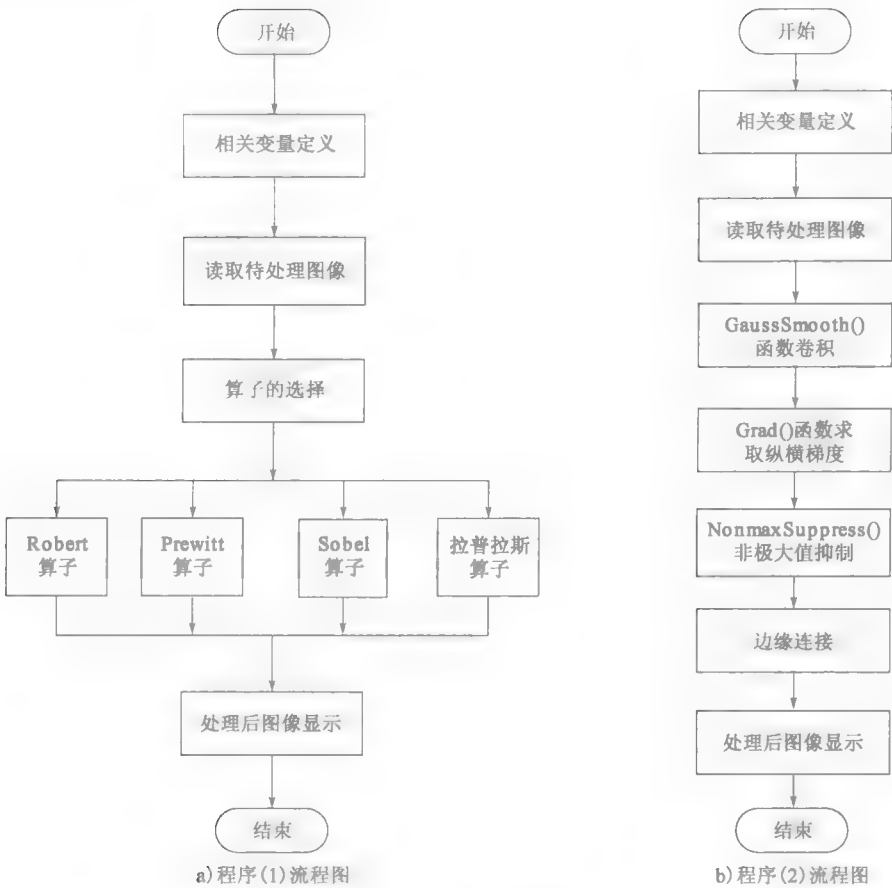 开始
相关变量定义
读取待处理图像
算子的选择
Robert
算子
Prewitt
算子
Sobel
算子
拉普拉斯
算子
处理后图像显示
结束
a)程序(1)流程图
开始
相关变量定义
读取待处理图像
GaussSmooth()
函数卷积
Grad()函数求
取纵横梯度
NonmaxSuppress()
非极大值抑制
边缘连接
处理后图像显示
结束
b)程序(2)流程图